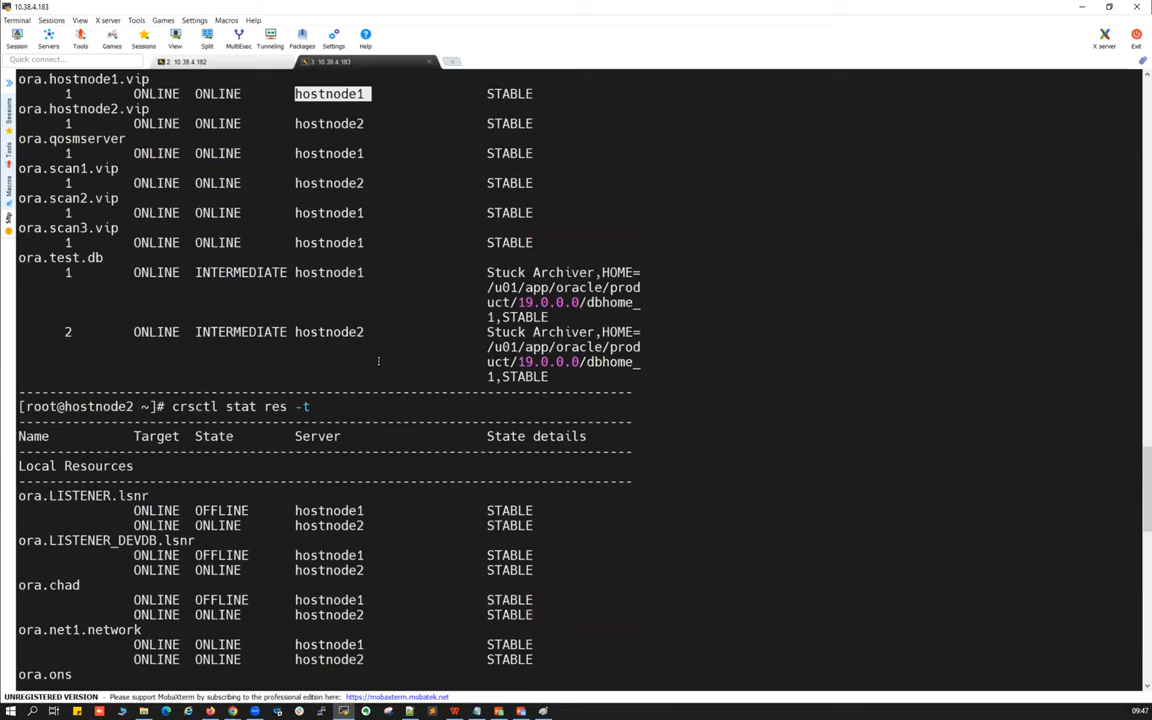 10.38.4.183
Terminal Sessions View X server Tools Games Settings Macros Help
Session Servers Tools Games Sessions View Split MultiExec Tunneling Packages Settings Help X server Exit
Quick connect...
2. 10.38.4.182
3. 10.38.4.183
Sessions
Tools
Macros
Sftp
ora.hostnode1.vip
1 ONLINE ONLINE hostnode1 STABLE
ora.hostnode2.vip
1 ONLINE ONLINE hostnode2 STABLE
ora.qosmserver
1 ONLINE ONLINE hostnode1 STABLE
ora.scan1.vip
1 ONLINE ONLINE hostnode2 STABLE
ora.scan2.vip
1 ONLINE ONLINE hostnode1 STABLE
ora.scan3.vip
1 ONLINE ONLINE hostnode1 STABLE
ora.test.db
1 ONLINE INTERMEDIATE hostnode1 Stuck Archiver,HOME=
/u01/app/oracle/prod
uct/19.0.0.0/dbhome_
1,STABLE
2 ONLINE INTERMEDIATE hostnode2 Stuck Archiver,HOME=
/u01/app/oracle/prod
uct/19.0.0.0/dbhome_
1,STABLE
--------------------------------------------------------------------------------
[root@hostnode2 ~]# crsctl stat res -t
--------------------------------------------------------------------------------
Name Target State Server State details
--------------------------------------------------------------------------------
Local Resources
--------------------------------------------------------------------------------
ora.LISTENER.lsnr
ONLINE OFFLINE hostnode1 STABLE
ONLINE ONLINE hostnode2 STABLE
ora.LISTENER_DEVDB.lsnr
ONLINE OFFLINE hostnode1 STABLE
ONLINE ONLINE hostnode2 STABLE
ora.chad
ONLINE OFFLINE hostnode1 STABLE
ONLINE ONLINE hostnode2 STABLE
ora.net1.network
ONLINE ONLINE hostnode1 STABLE
ONLINE ONLINE hostnode2 STABLE
ora.ons
UNREGISTERED VERSION - Please support MobaXterm by subscribing to the professional edition here: https://mobaxterm.mobatek.net
09:47